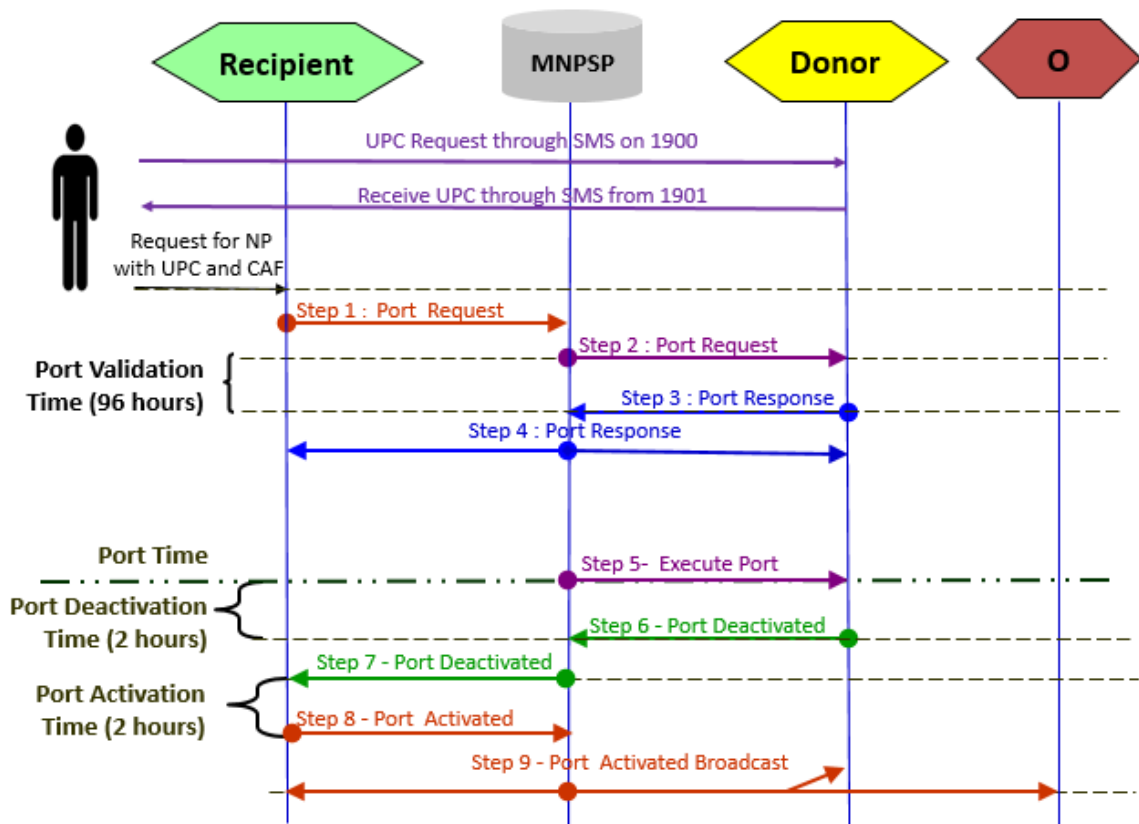 Recipient
MNPSP
Donor
O
UPC Request through SMS on 1900
Receive UPC through SMS from 1901
Request for NP
with UPC and CAF
Step 1 : Port Request
Step 2 : Port Request
Port Validation
Time (96 hours)
Step 3 : Port Response
Step 4 : Port Response
Port Time
Step 5- Execute Port
Port Deactivation
Time (2 hours)
Step 6 - Port Deactivated
Step 7 - Port Deactivated
Port Activation
Time (2 hours)
Step 8 - Port Activated
Step 9 - Port Activated Broadcast